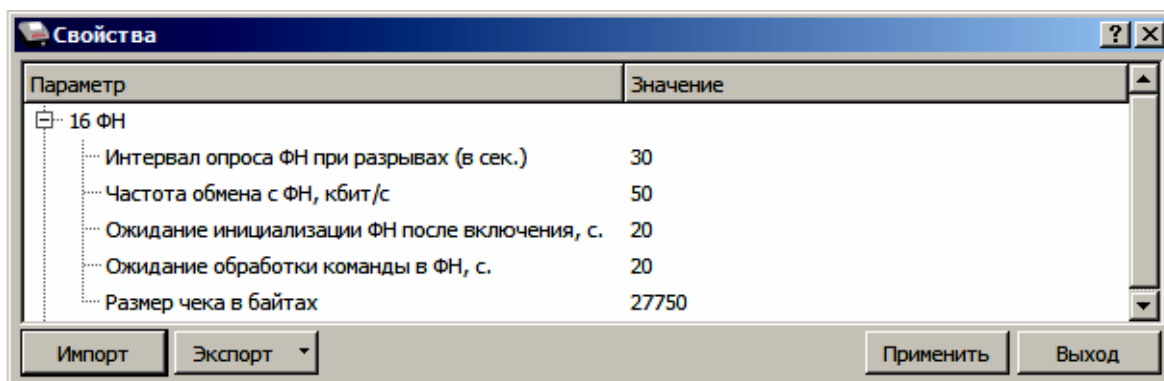 Свойства
Параметр Значение
16 ФН
Интервал опроса ФН при разрывах (в сек.) 30
Частота обмена с ФН, кбит/с 50
Ожидание инициализации ФН после включения, с. 20
Ожидание обработки команды в ФН, с. 20
Размер чека в байтах 27750
Импорт Экспорт Применить Выход